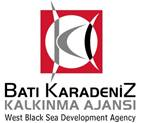 BATI KARADENİZ
KALKINMA AJANSI
West Black Sea Development Agency